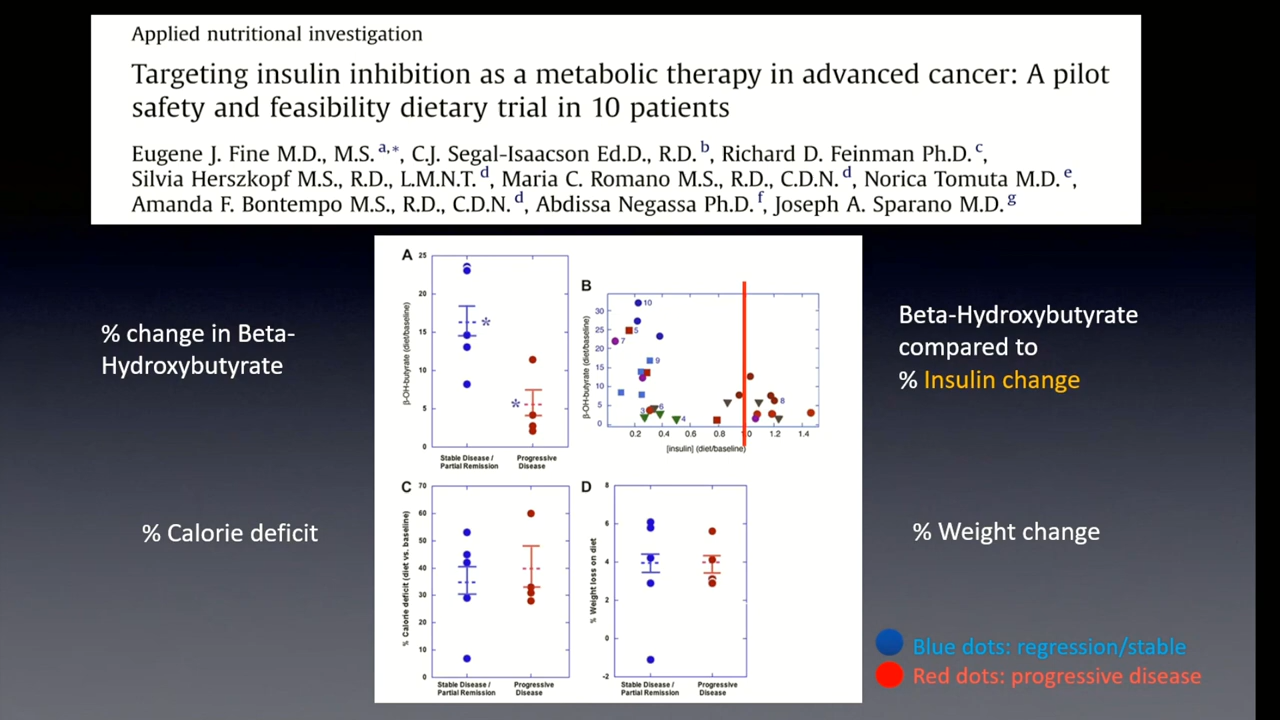 Applied nutritional investigation
Targeting insulin inhibition as a metabolic therapy in advanced cancer: A pilot
safety and feasibility dietary trial in 10 patients
Eugene J. Fine M.D., M.S. a,*, C.J. Segal-Isaacson Ed.D., R.D. b, Richard D. Feinman Ph.D. c,
Silvia Herszkopf M.S., R.D., L.M.N.T. d, Maria C. Romano M.S., R.D., C.D.N. d, Norica Tomuta M.D. e,
Amanda F. Bontempo M.S., R.D., C.D.N. d, Abdissa Negassa Ph.D. f, Joseph A. Sparano M.D. g
% change in Beta-
Hydroxybutyrate
A
β-OH-butyrate (diet/baseline)
25
20
15
10
5
0
*
*
Stable Disease /
Partial Remission
Progressive
Disease
B
β-OH-butyrate (diet/baseline)
30
25
20
15
10
5
0
10
5
7
9
3
6
4
8
0.2 0.4 0.6 0.8 1.0 1.2 1.4
[insulin] (diet/baseline)
Beta-Hydroxybutyrate
compared to
% Insulin change
% Calorie deficit
C
% Calorie deficit (diet vs. baseline)
70
60
50
40
30
20
10
0
Stable Disease /
Partial Remission
Progressive
Disease
D
% Weight loss on diet
8
6
4
2
0
-2
Stable Disease /
Partial Remission
Progressive
Disease
% Weight change
Blue dots: regression/stable
Red dots: progressive disease